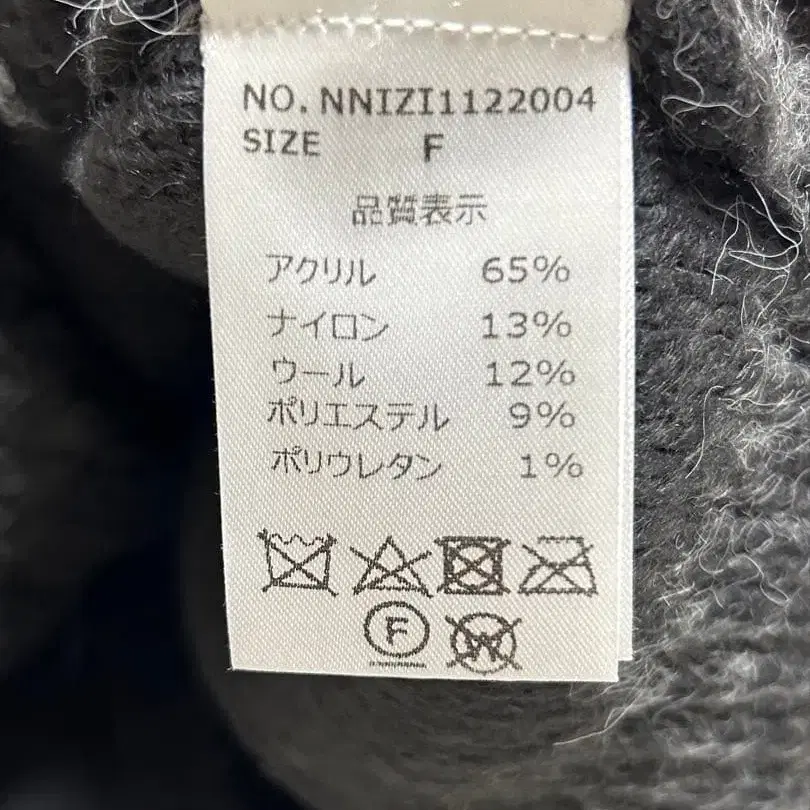 NO. NNIZI1122004
SIZE F
品質表示
アクリル 65%
ナイロン 13%
ウール 12%
ポリエステル 9%
ポリウレタン 1%
F W